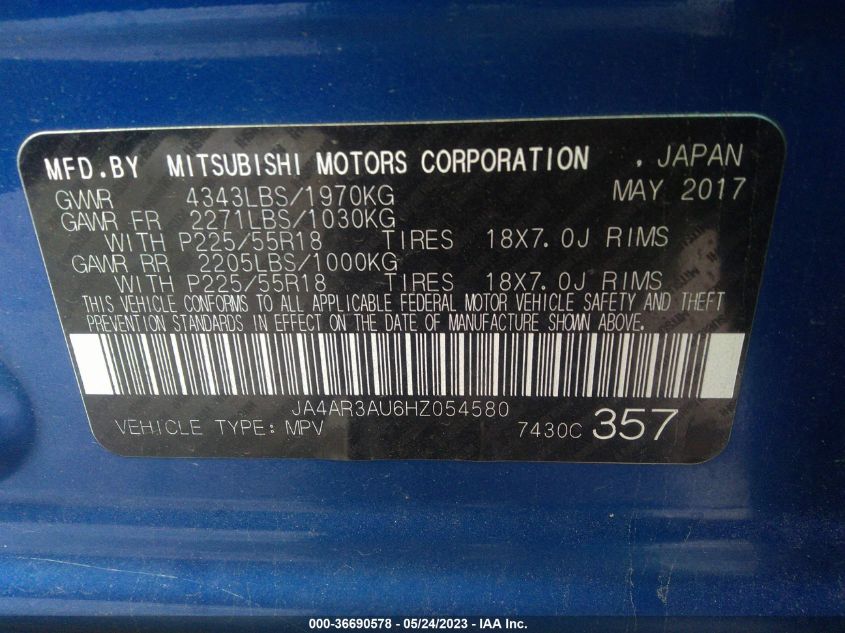 MFD.BY MITSUBISHI MOTORS CORPORATION , JAPAN
GVWR 4343LBS/1970KG MAY 2017
GAWR FR 2271LBS/1030KG
WITH P225/55R18 TIRES 18X7.0J RIMS
GAWR RR 2205LBS/1000KG
WITH P225/55R18 TIRES 18X7.0J RIMS
THIS VEHICLE CONFORMS TO ALL APPLICABLE FEDERAL MOTOR VEHICLE SAFETY AND THEFT
PREVENTION STANDARDS IN EFFECT ON THE DATE OF MANUFACTURE SHOWN ABOVE.
JA4AR3AU6HZ054580
VEHICLE TYPE: MPV 7430C 357
000-36690578 - 05/24/2023 - IAA Inc.